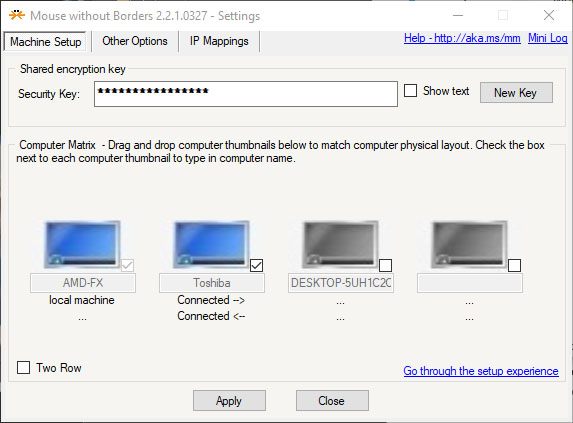 Mouse without Borders 2.2.1.0327 - Settings
Machine Setup Other Options IP Mappings Help - http://aka.ms/mm Mini Log
Shared encryption key
Security Key: **************** Show text New Key
Computer Matrix - Drag and drop computer thumbnails below to match computer physical layout. Check the box
next to each computer thumbnail to type in computer name.
AMD-FX Toshiba DESKTOP-5UH1C2C
local machine Connected --> ... ...
... Connected <-- ... ...
Two Row Go through the setup experience
Apply Close